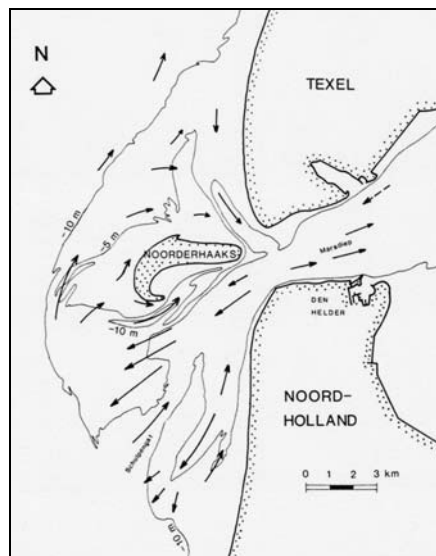 N
TEXEL
-10 m
-5 m
NOORDERHAAKS
Marsdiep
-10 m
DEN
HELDER
NOORD-
HOLLAND
Schulpengat
0 1 2 3 km
-10 m